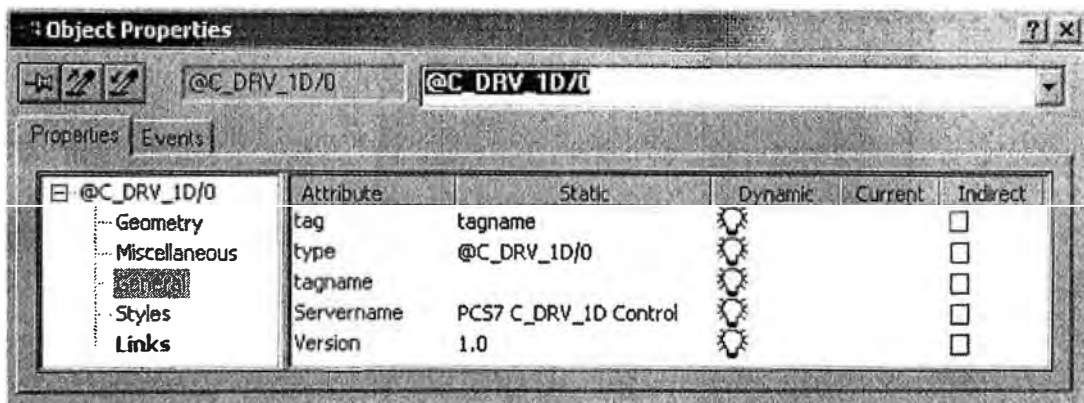 Object Properties
@C_DRV_1D/0 @C_DRV_1D/0
Properties Events
@C_DRV_1D/0
Geometry
Miscellaneous
General
Styles
Links
Attribute Static Dynamic Current Indirect
tag tagname
type @C_DRV_1D/0
tagname
Servername PCS7 C_DRV_1D Control
Version 1.0